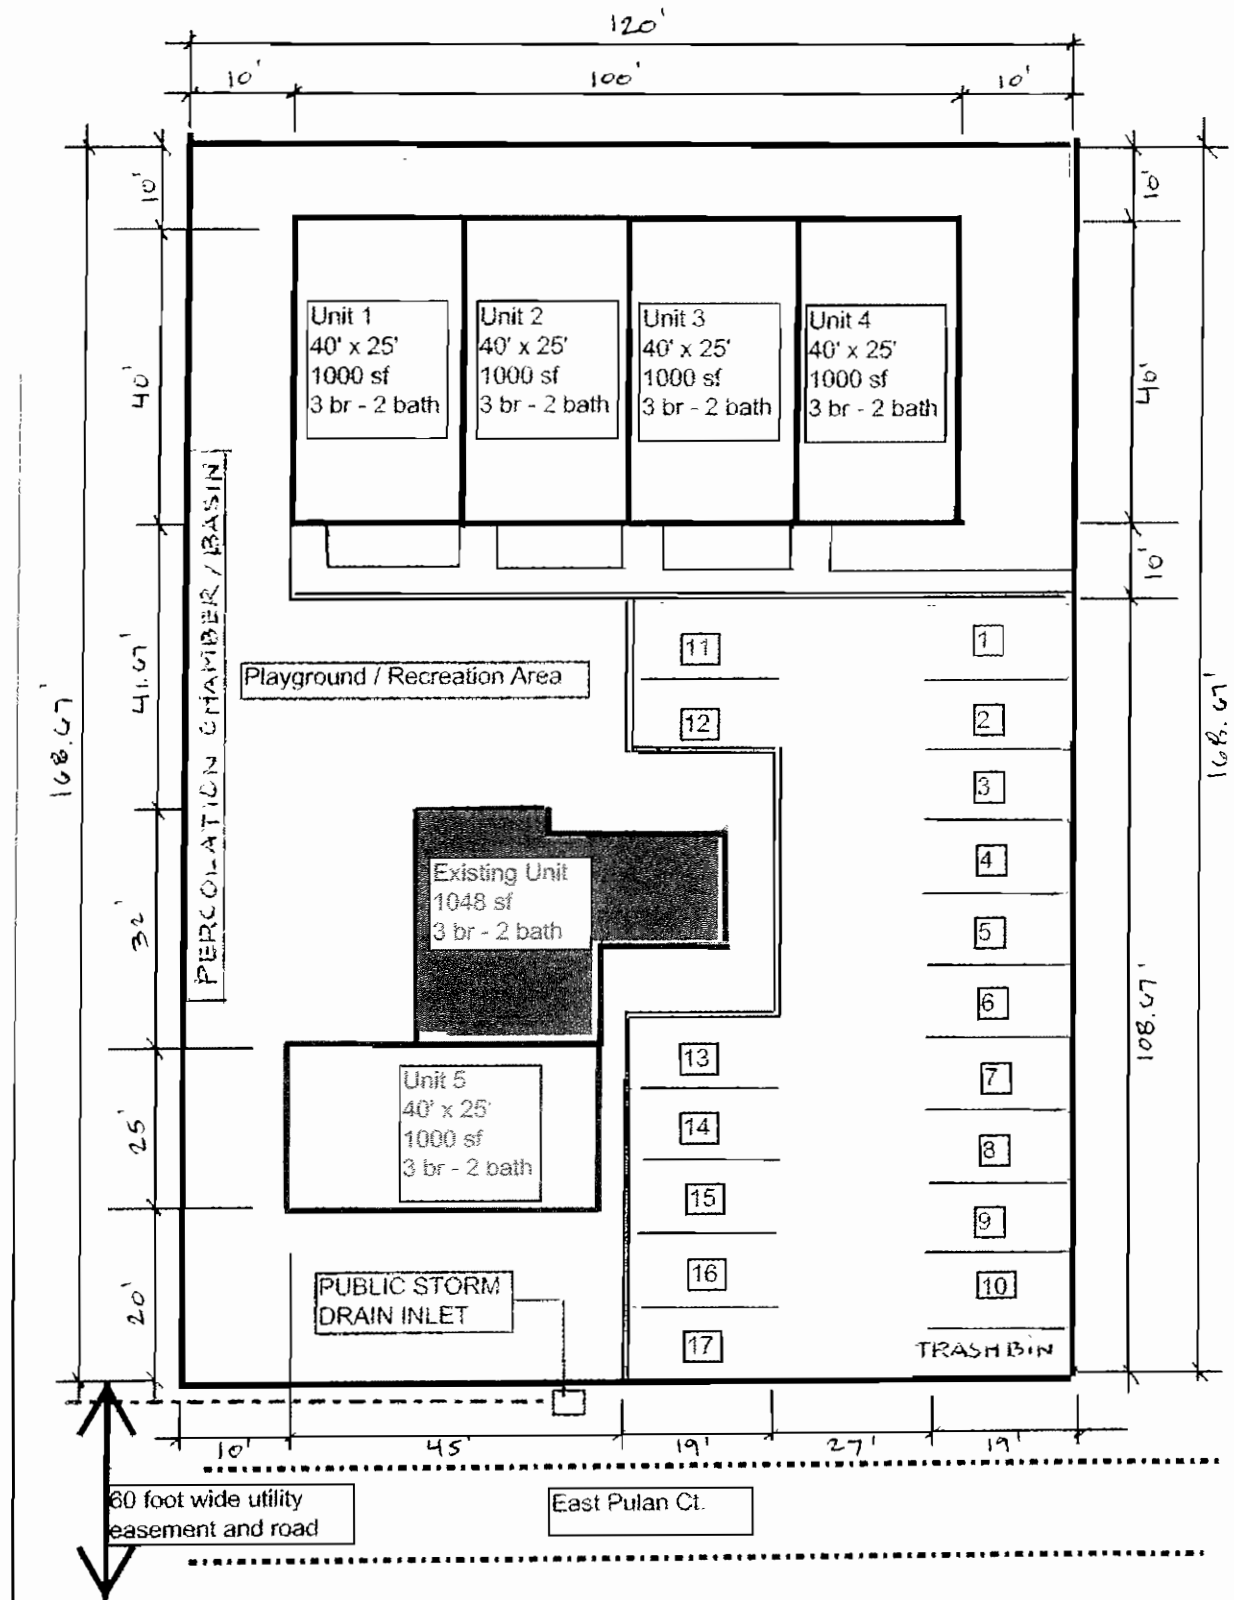 120'
10'
100'
10'
10'
10'
Unit 1
40' x 25'
1000 sf
3 br - 2 bath
Unit 2
40' x 25'
1000 sf
3 br - 2 bath
Unit 3
40' x 25'
1000 sf
3 br - 2 bath
Unit 4
40' x 25'
1000 sf
3 br - 2 bath
40'
40'
10'
PERCOLATION CHAMBER / BASIN
41.67'
168.67'
168.67'
Playground / Recreation Area
11
12
1
2
3
4
5
6
7
8
9
10
TRASH BIN
108.67'
32'
Existing Unit
1048 sf
3 br - 2 bath
13
14
15
16
17
25'
Unit 5
40' x 25'
1000 sf
3 br - 2 bath
20'
PUBLIC STORM
DRAIN INLET
10'
45'
19'
27'
19'
60 foot wide utility
easement and road
East Pulan Ct.